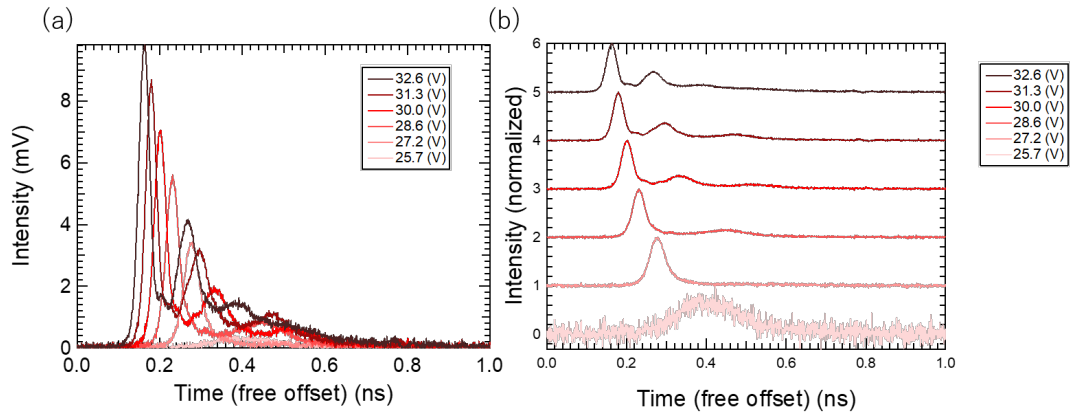 (a)
Intensity (mV)
8
6
4
2
0
0.0
0.2
0.4
0.6
0.8
1.0
Time (free offset) (ns)
32.6 (V)
31.3 (V)
30.0 (V)
28.6 (V)
27.2 (V)
25.7 (V)
(b)
Intensity (normalized)
6
5
4
3
2
1
0
0.0
0.2
0.4
0.6
0.8
1.0
Time (free offset) (ns)
32.6 (V)
31.3 (V)
30.0 (V)
28.6 (V)
27.2 (V)
25.7 (V)